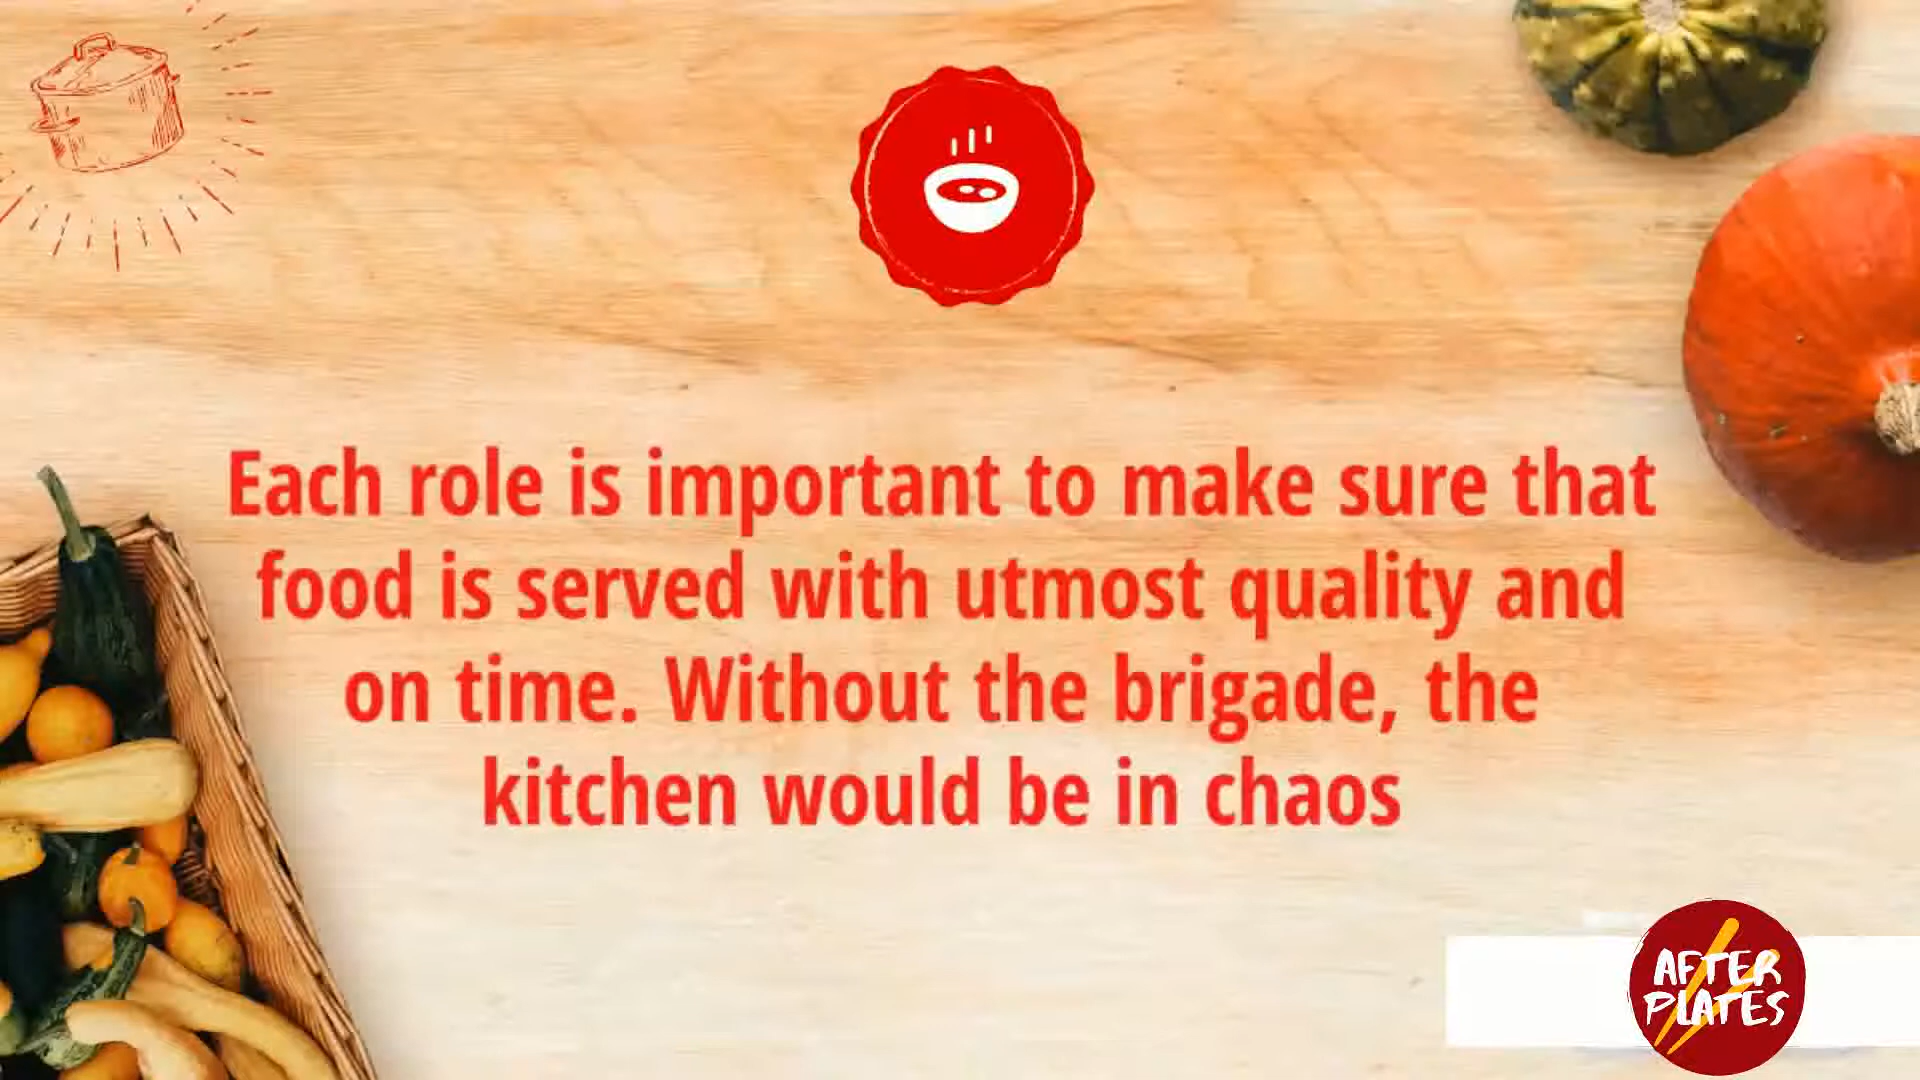 Each role is important to make sure that
food is served with utmost quality and
on time. Without the brigade, the
kitchen would be in chaos
AFTER
PLATES